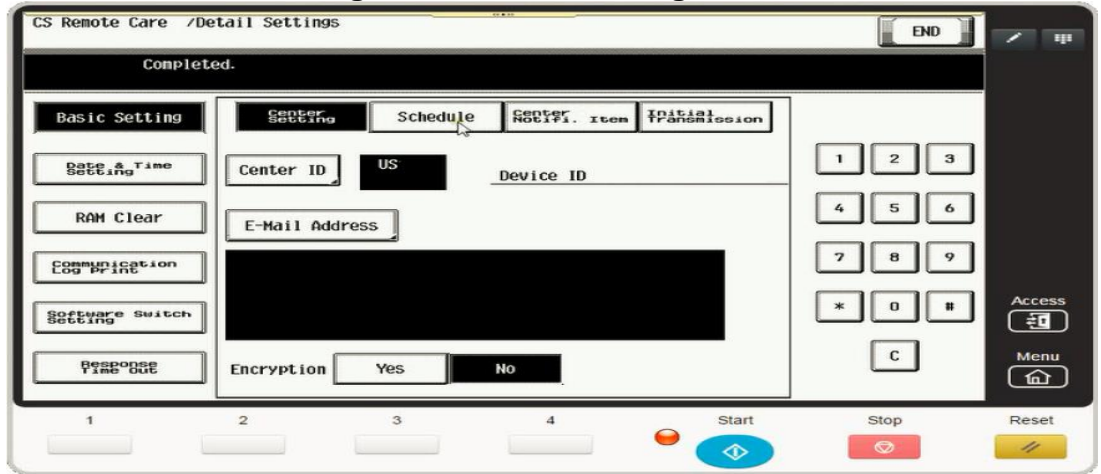 CS Remote Care /Detail Settings
END
Completed.
Basic Setting
Center Setting
Schedule
Center Notifi. Item
Initial Transmission
Date & Time Setting
Center ID
US
Device ID
1 2 3
RAM Clear
E-Mail Address
4 5 6
Communication Log Print
7 8 9
Software Switch Setting
* 0 #
Access
Response Time Out
Encryption
Yes
No
C
Menu
1
2
3
4
Start
Stop
Reset